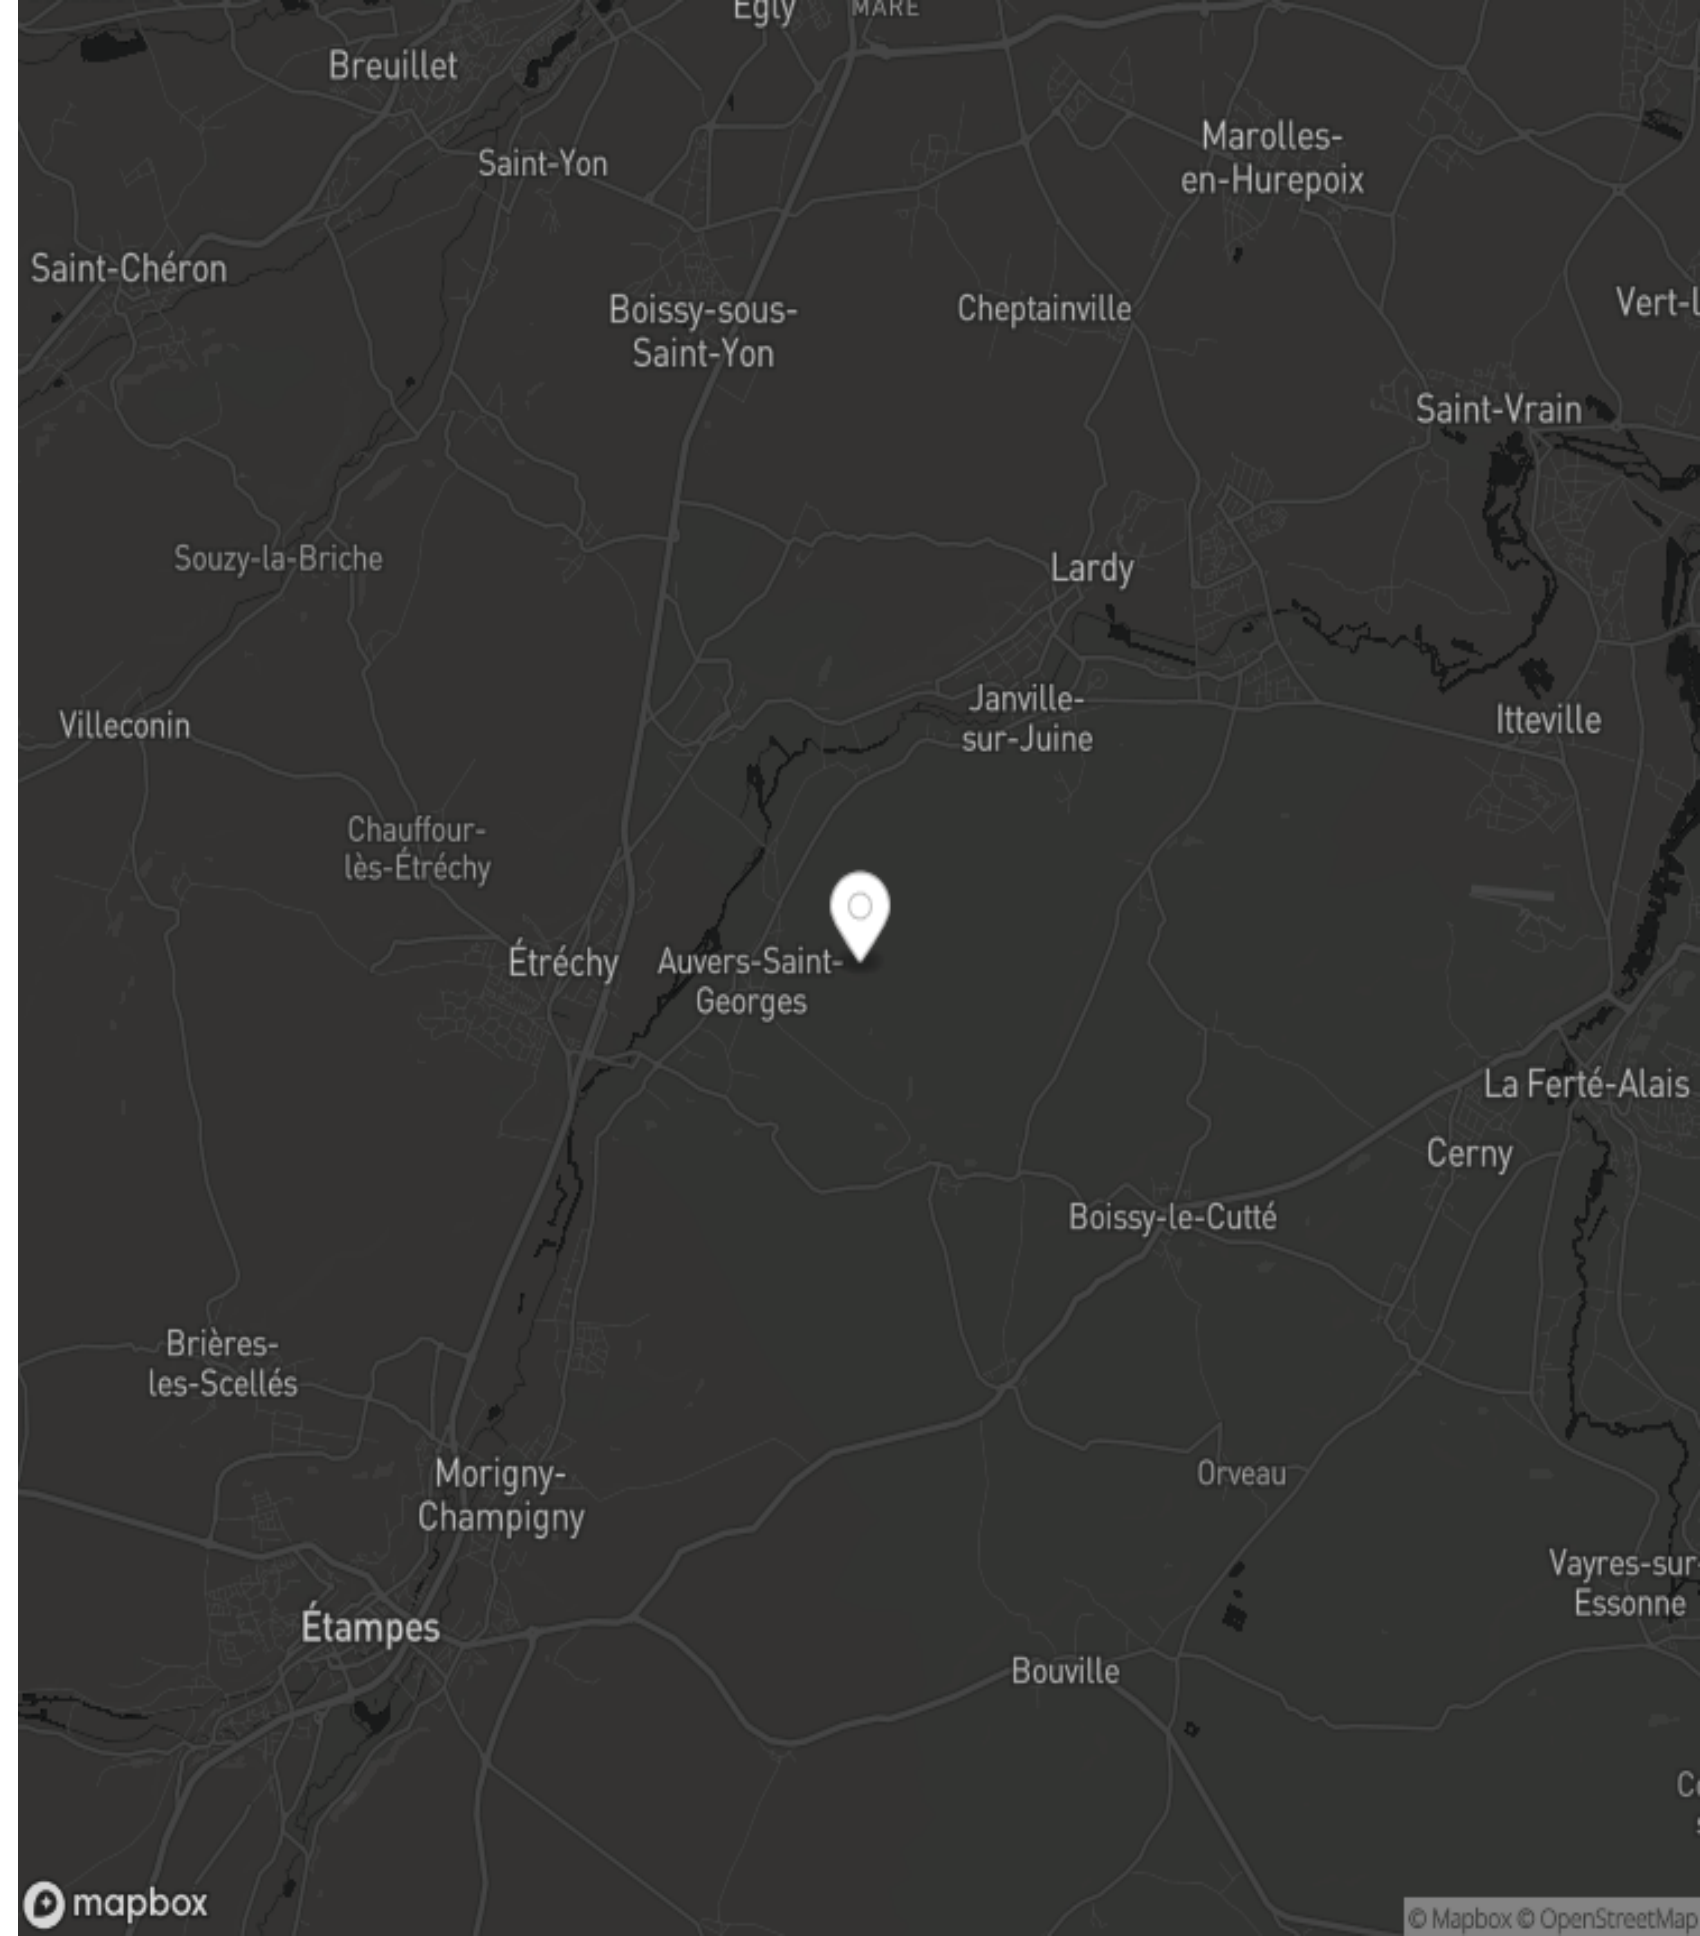 Egly
MARE
Breuillet
Marolles-
en-Hurepoix
Saint-Yon
Saint-Chéron
Boissy-sous-
Saint-Yon
Cheptainville
Vert-l
Saint-Vrain
Souzy-la-Briche
Lardy
Janville-
sur-Juine
Villeconin
Itteville
Chauffour-
lès-Étréchy
Étréchy
Auvers-Saint-
Georges
La Ferté-Alais
Cerny
Boissy-le-Cutté
Brières-
les-Scellés
Morigny-
Champigny
Orveau
Vayres-sur-
Essonne
Étampes
Bouville
mapbox
© Mapbox © OpenStreetMap